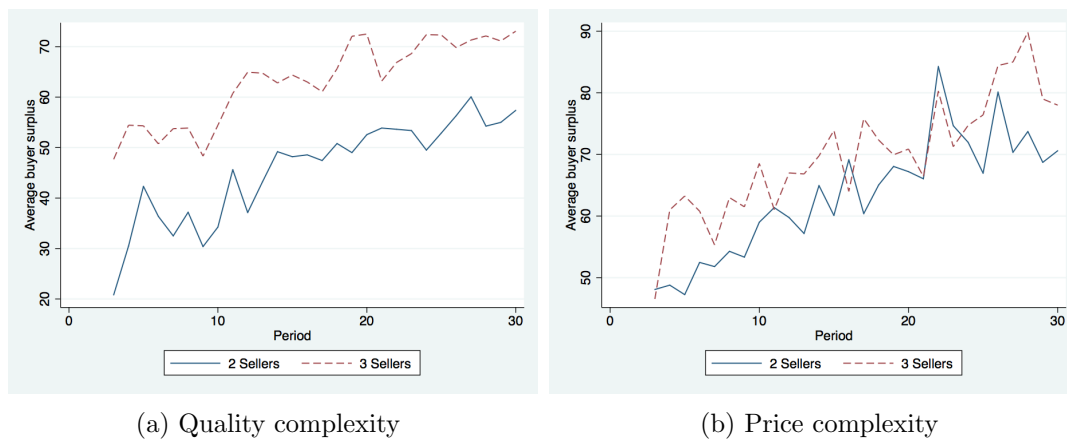 Average buyer surplus
70
60
50
40
30
20
0 10 20 30
Period
2 Sellers 3 Sellers
(a) Quality complexity
Average buyer surplus
90
80
70
60
50
0 10 20 30
Period
2 Sellers 3 Sellers
(b) Price complexity